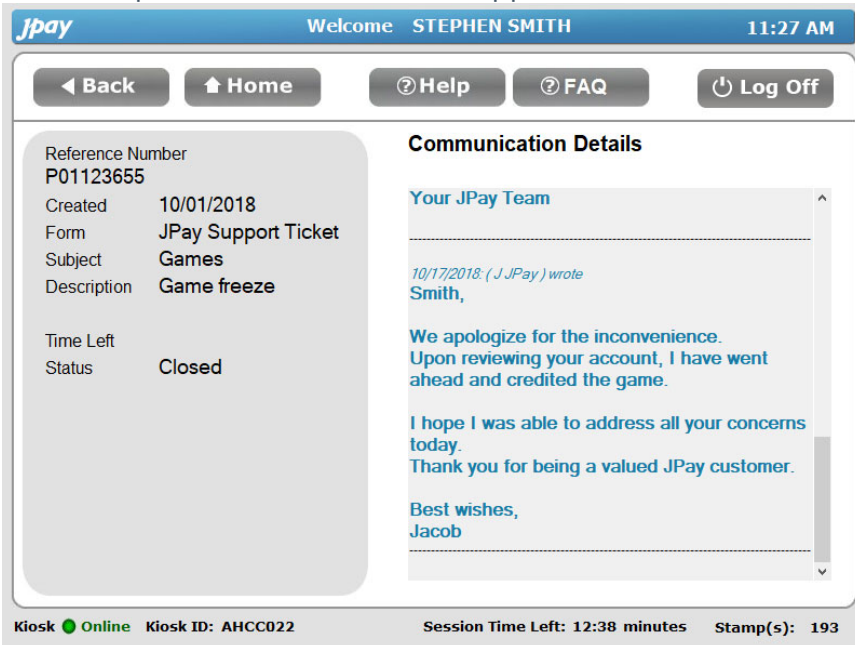 Jpay Welcome STEPHEN SMITH 11:27 AM
Back Home Help FAQ Log Off
Reference Number
P01123655
Created 10/01/2018
Form JPay Support Ticket
Subject Games
Description Game freeze
Time Left
Status Closed
Communication Details
Your JPay Team
10/17/2018: ( J JPay ) wrote
Smith,
We apologize for the inconvenience.
Upon reviewing your account, I have went
ahead and credited the game.
I hope I was able to address all your concerns
today.
Thank you for being a valued JPay customer.
Best wishes,
Jacob
Kiosk Online Kiosk ID: AHCC022 Session Time Left: 12:38 minutes Stamp(s): 193